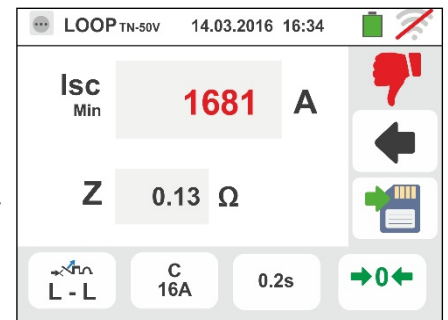 LOOP TN-50V 14.03.2016 16:34
Isc
Min
1681 A
Z 0.13 Ω
L - L
C
16A
0.2s
0